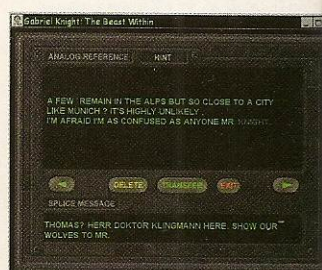 Gabriel Knight: The Beast Within
ANALOG REFERENCE HINT
A FEW REMAIN IN THE ALPS BUT SO CLOSE TO A CITY
LIKE MUNICH ? IT'S HIGHLY UNLIKELY .
I'M AFRAID I'M AS CONFUSED AS ANYONE MR. KNIGHT.
DELETE TRANSFER EXIT
SPLICE MESSAGE
THOMAS? HERR DOKTOR KLINGMANN HERE. SHOW OUR
WOLVES TO MR.